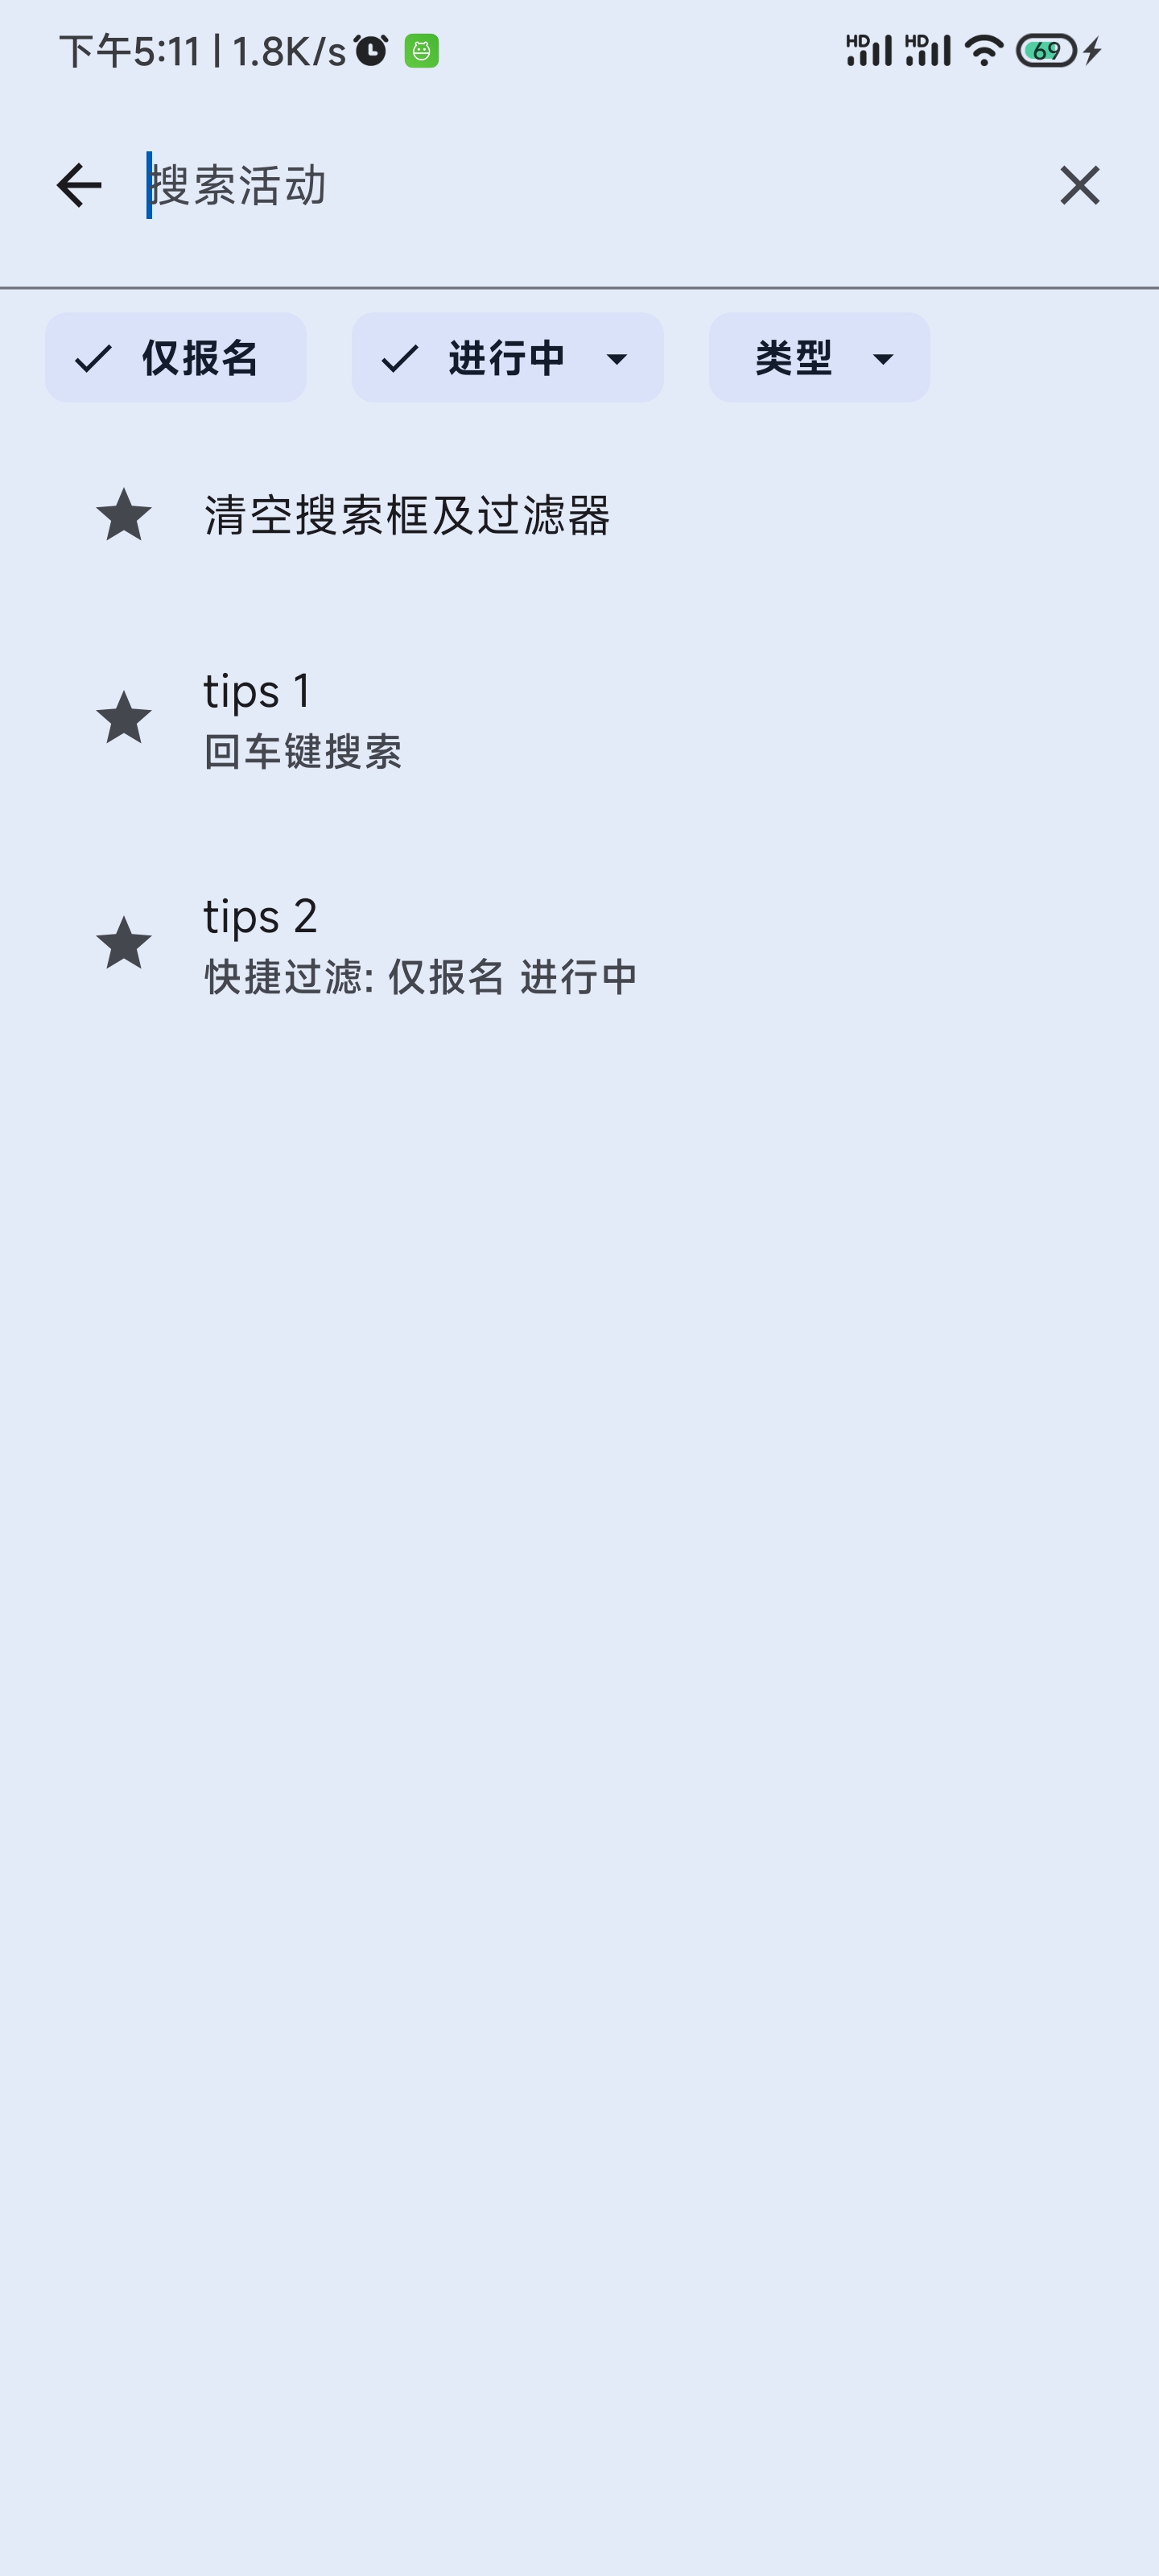 下午5:11 | 1.8K/s
HD HD 69
搜索活动
仅报名 进行中 类型
清空搜索框及过滤器
tips 1
回车键搜索
tips 2
快捷过滤: 仅报名 进行中